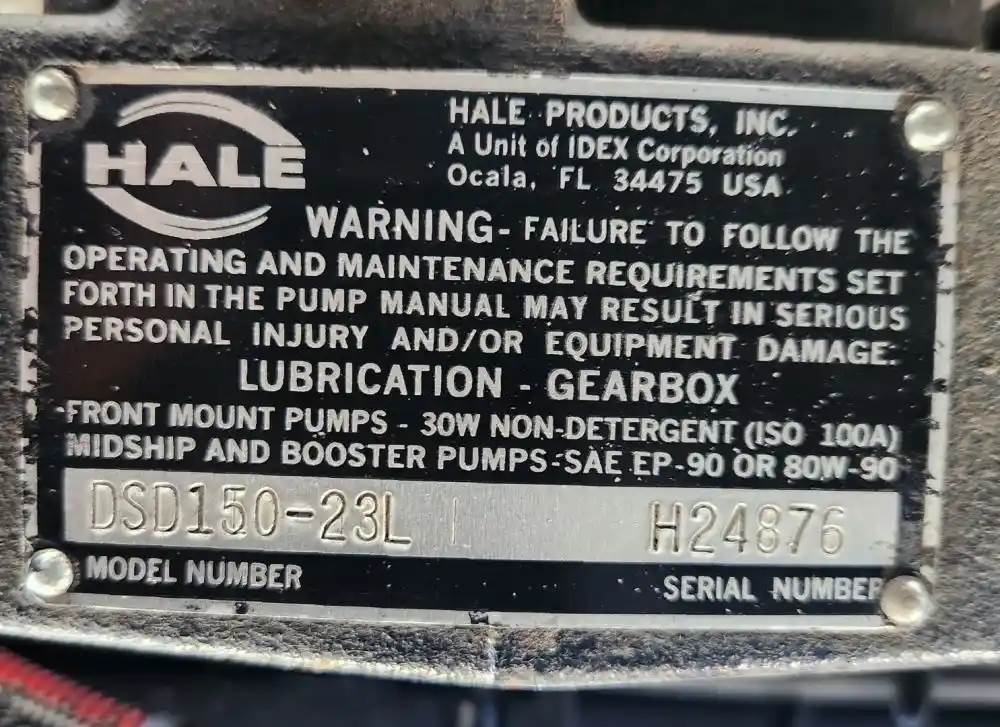 HALE
HALE PRODUCTS, INC.
A Unit of IDEX Corporation
Ocala, FL 34475 USA
WARNING - FAILURE TO FOLLOW THE
OPERATING AND MAINTENANCE REQUIREMENTS SET
FORTH IN THE PUMP MANUAL MAY RESULT IN SERIOUS
PERSONAL INJURY AND/OR EQUIPMENT DAMAGE.
LUBRICATION - GEARBOX
FRONT MOUNT PUMPS - 30W NON-DETERGENT (ISO 100A)
MIDSHIP AND BOOSTER PUMPS-SAE EP-90 OR 80W-90
DSD150-23L H24876
MODEL NUMBER SERIAL NUMBER